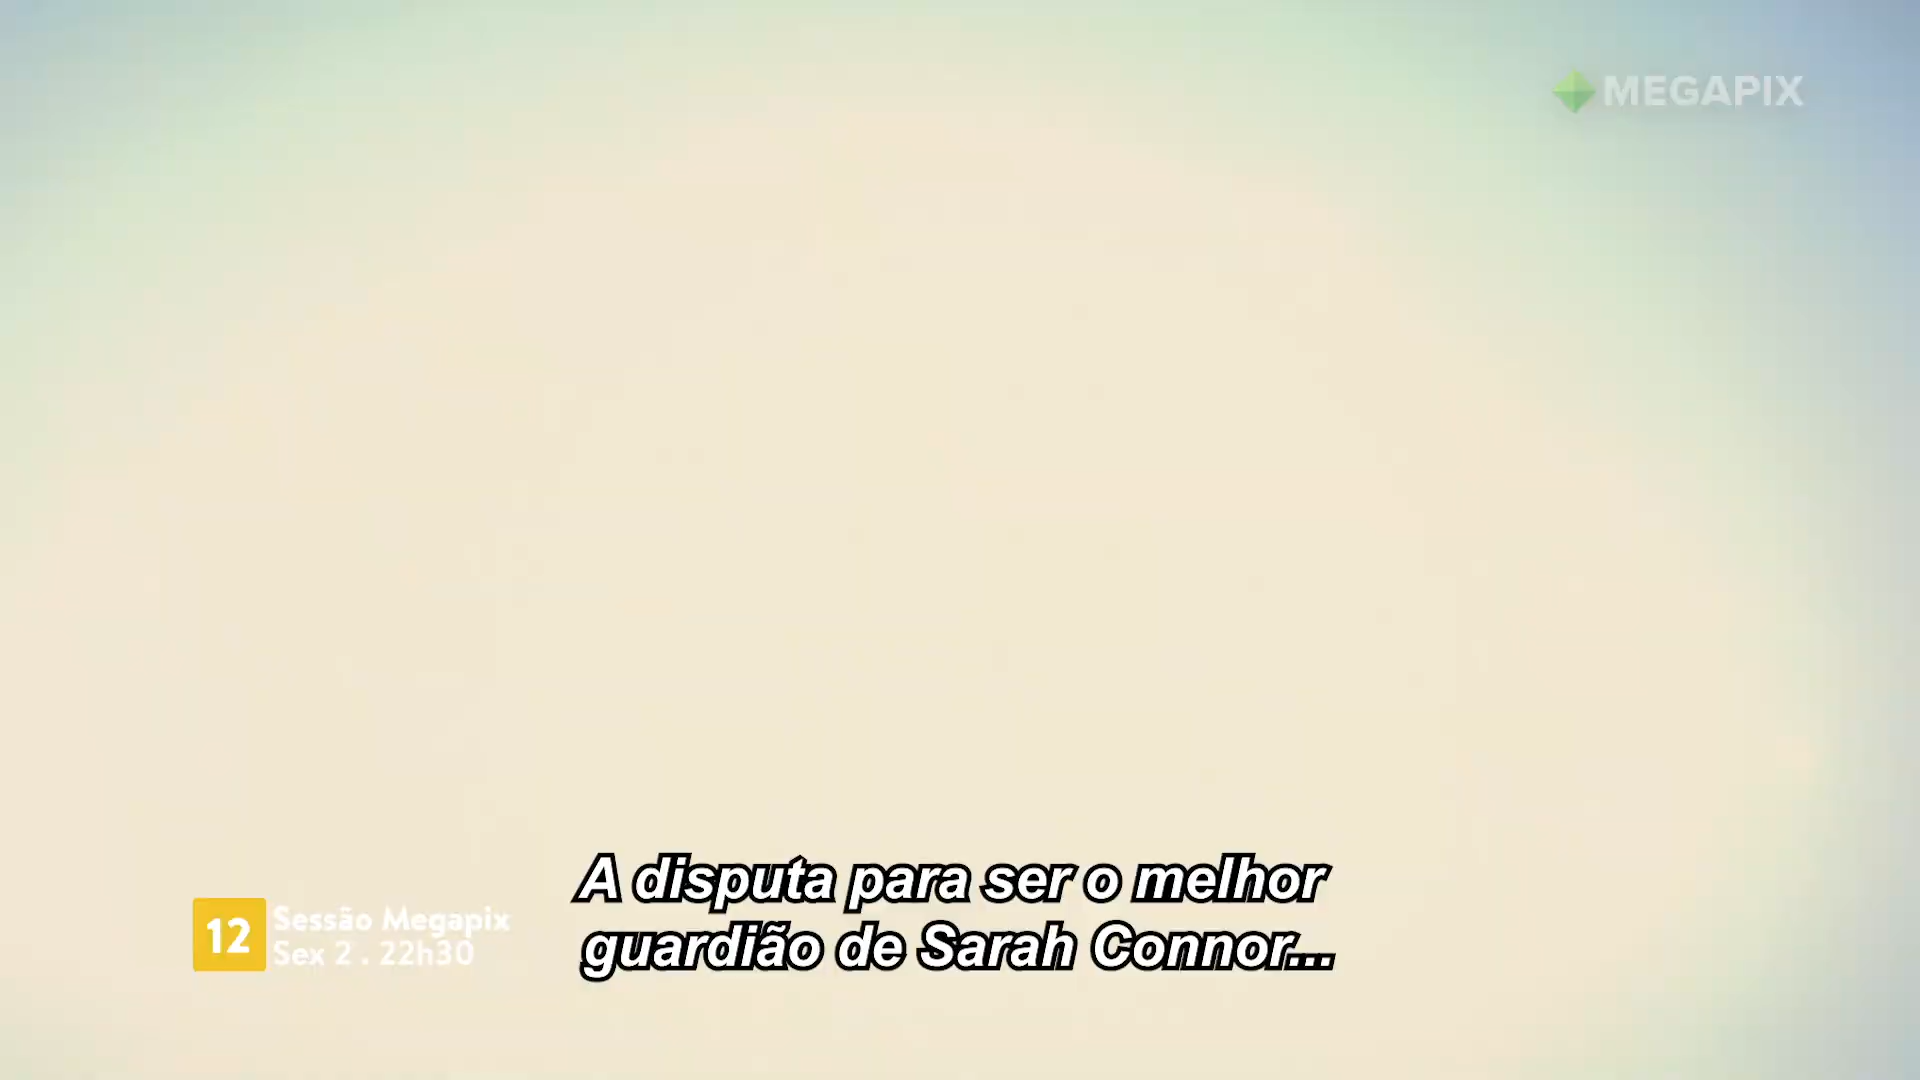 MEGAPIX
12
Sessão Megapix
Sex 2 . 22h30
A disputa para ser o melhor
guardião de Sarah Connor...